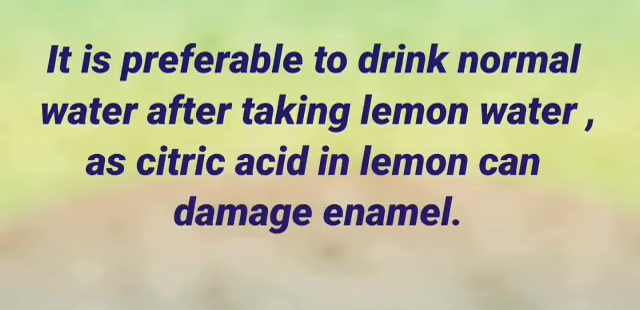 It is preferable to drink normal
water after taking lemon water ,
as citric acid in lemon can
damage enamel.